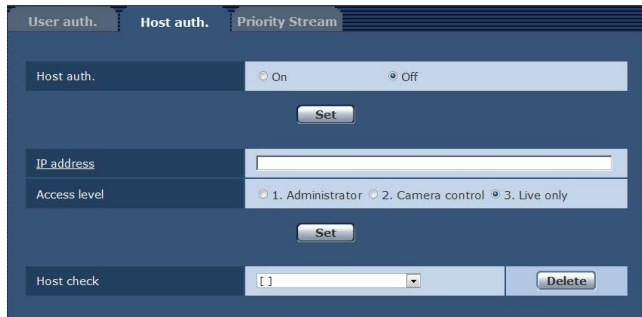 User auth. Host auth. Priority Stream
Host auth. On Off
Set
IP address
Access level 1. Administrator 2. Camera control 3. Live only
Set
Host check [ ] Delete